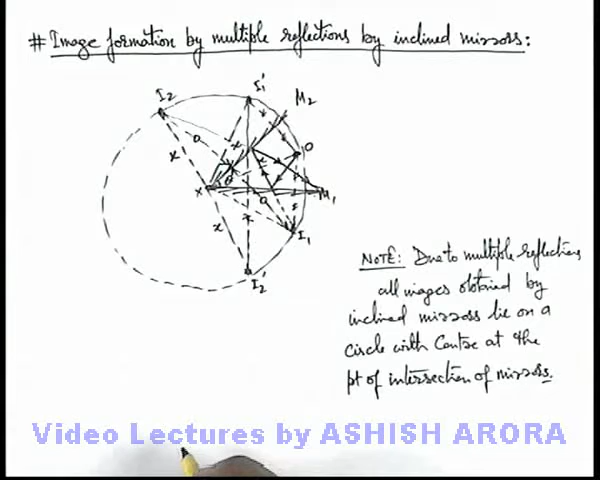 # Image formation by multiple reflections by inclined mirrors:
I2
I1'
M2
O
M1
I1
I2'
x
x
θ
NOTE: Due to multiple reflections
all images obtained by
inclined mirrors lie on a
circle with Centre at the
pt of intersection of mirrors.
Video Lectures by ASHISH ARORA